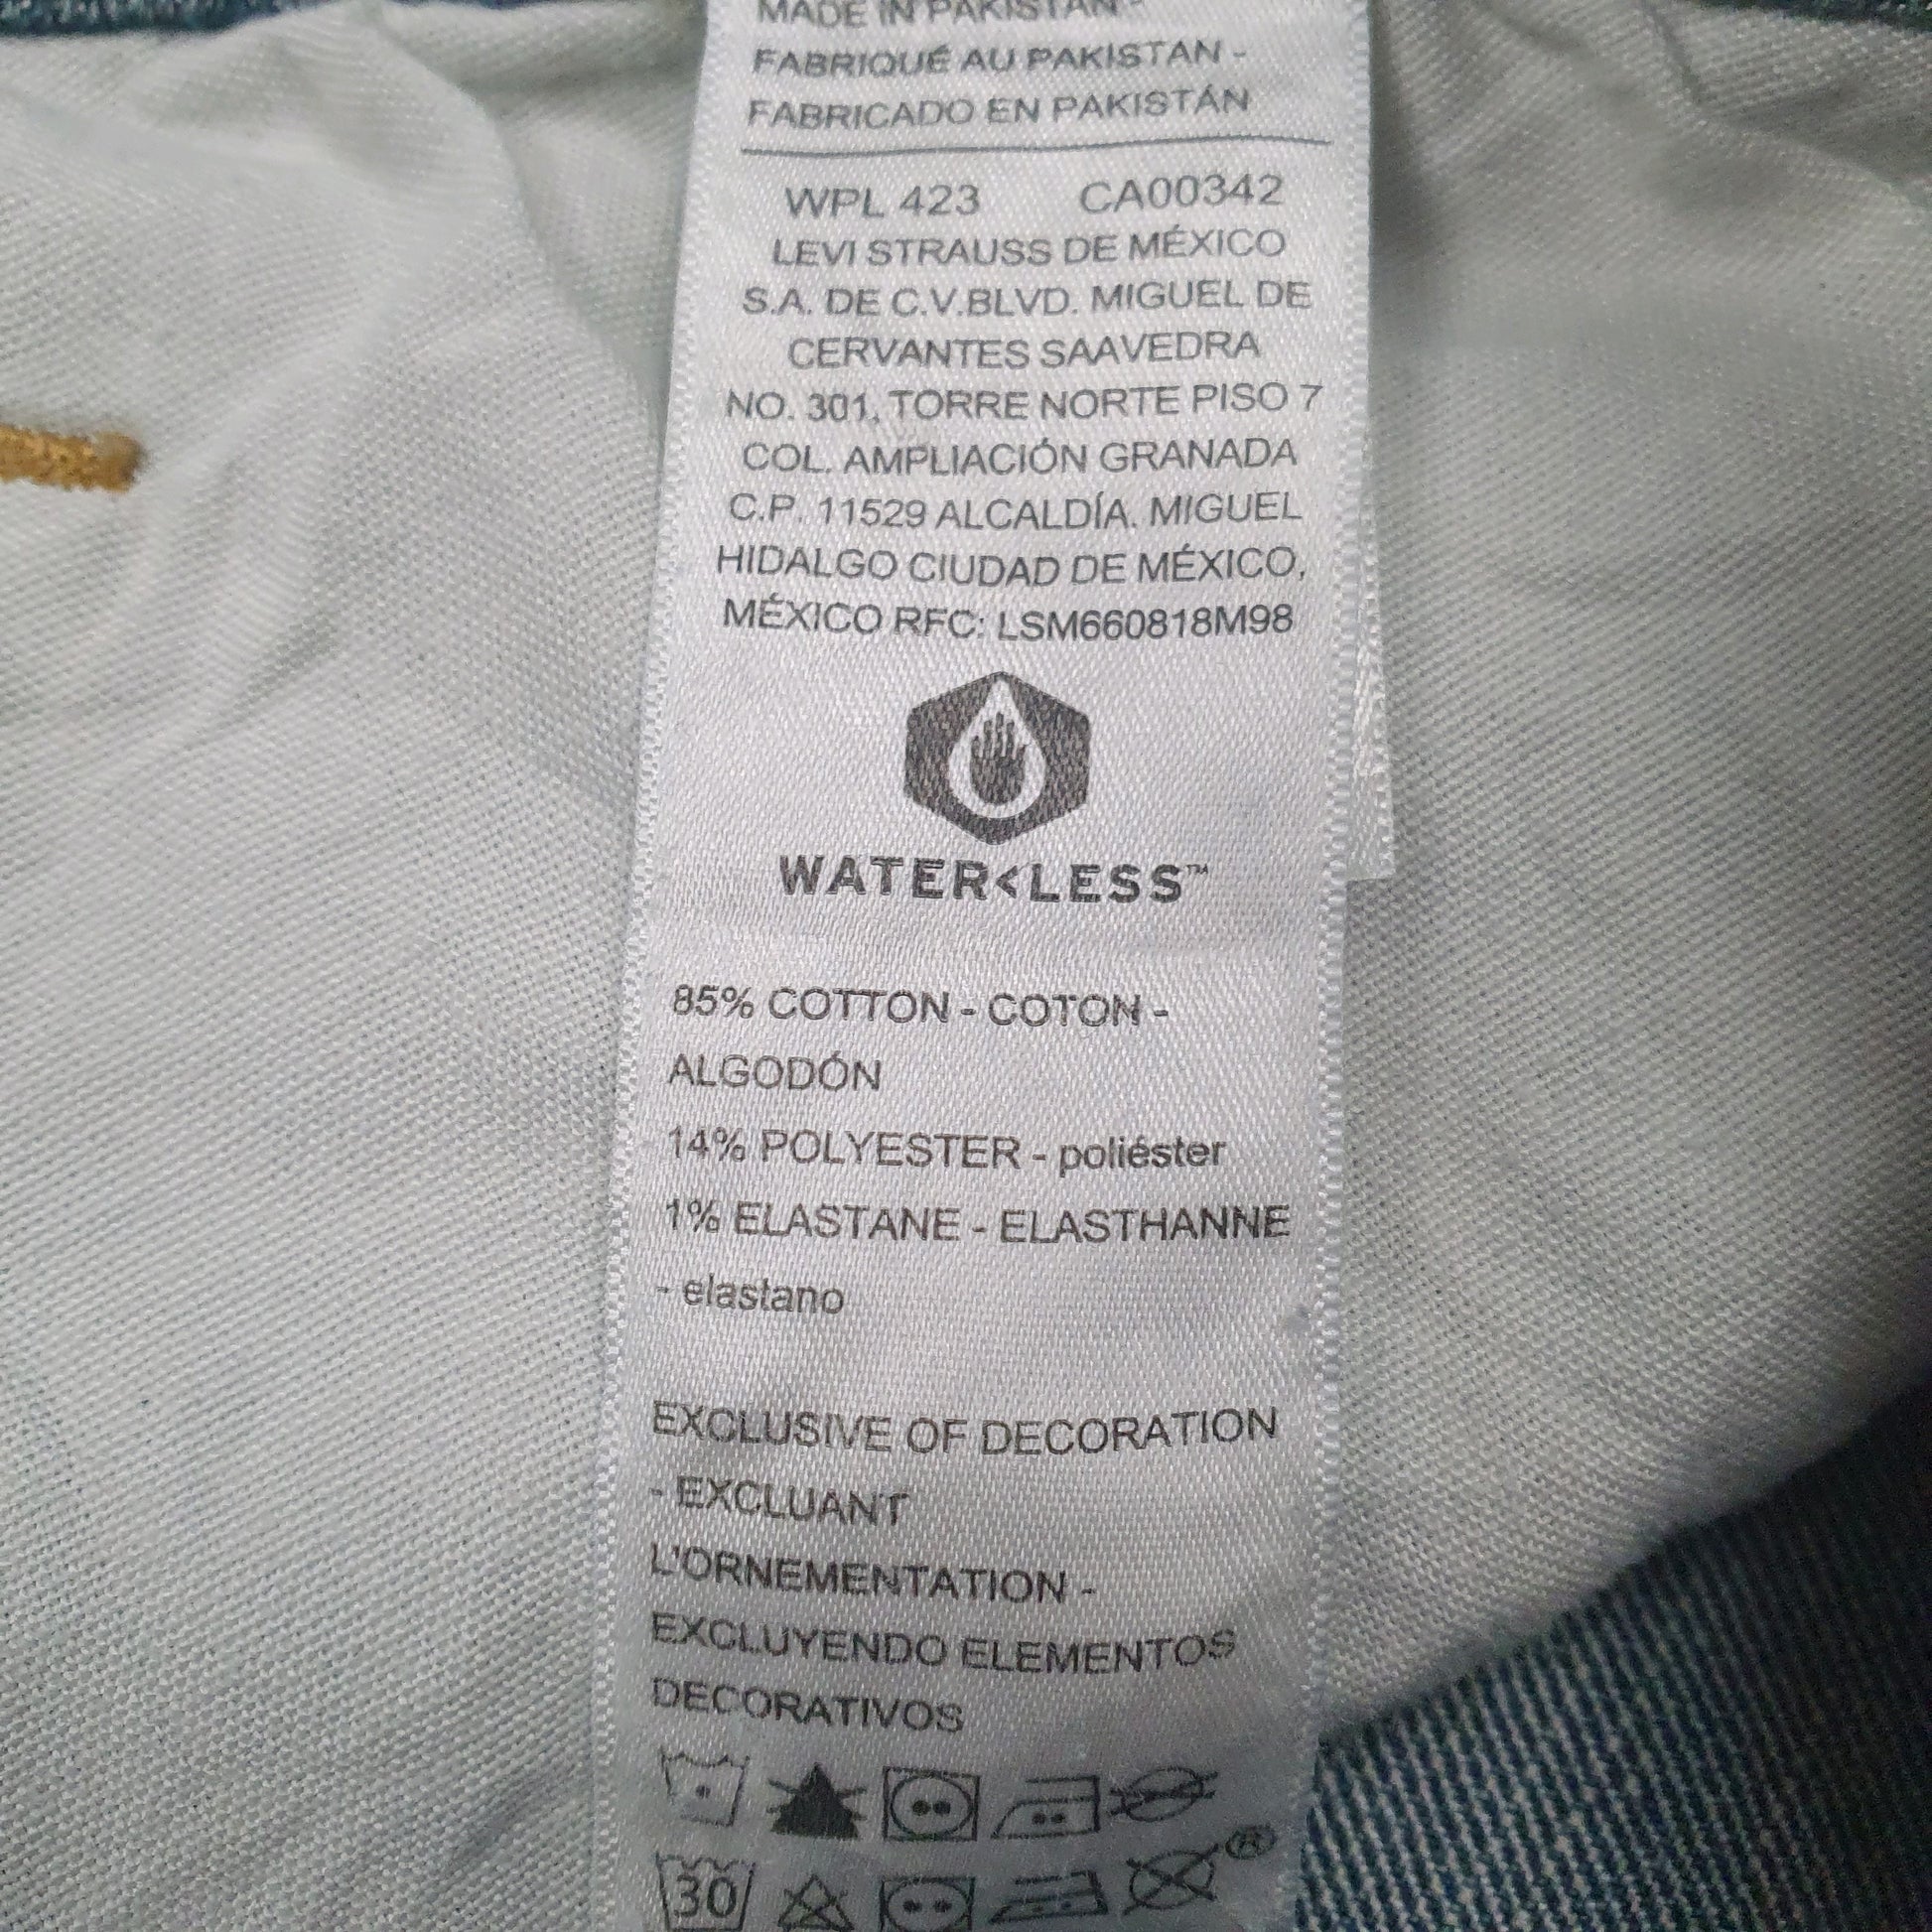 MADE IN PAKISTAN -
FABRIQUÉ AU PAKISTAN -
FABRICADO EN PAKISTÁN
WPL 423 CA00342
LEVI STRAUSS DE MÉXICO
S.A. DE C.V.BLVD. MIGUEL DE
CERVANTES SAAVEDRA
NO. 301, TORRE NORTE PISO 7
COL. AMPLIACIÓN GRANADA
C.P. 11529 ALCALDÍA. MIGUEL
HIDALGO CIUDAD DE MÉXICO,
MÉXICO RFC: LSM660818M98
WATER<LESS™
85% COTTON - COTON -
ALGODÓN
14% POLYESTER - poliéster
1% ELASTANE - ELASTHANNE
- elastano
EXCLUSIVE OF DECORATION
- EXCLUANT
L'ORNEMENTATION -
EXCLUYENDO ELEMENTOS
DECORATIVOS
30 ®